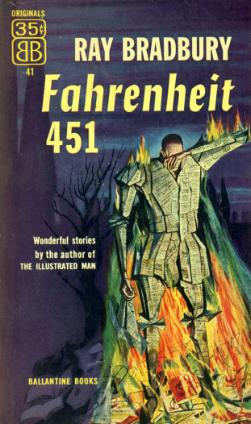 ORIGINALS
35¢
BB
41
RAY BRADBURY
Fahrenheit
451
Wonderful stories
by the author of
THE ILLUSTRATED MAN
BALLANTINE BOOKS